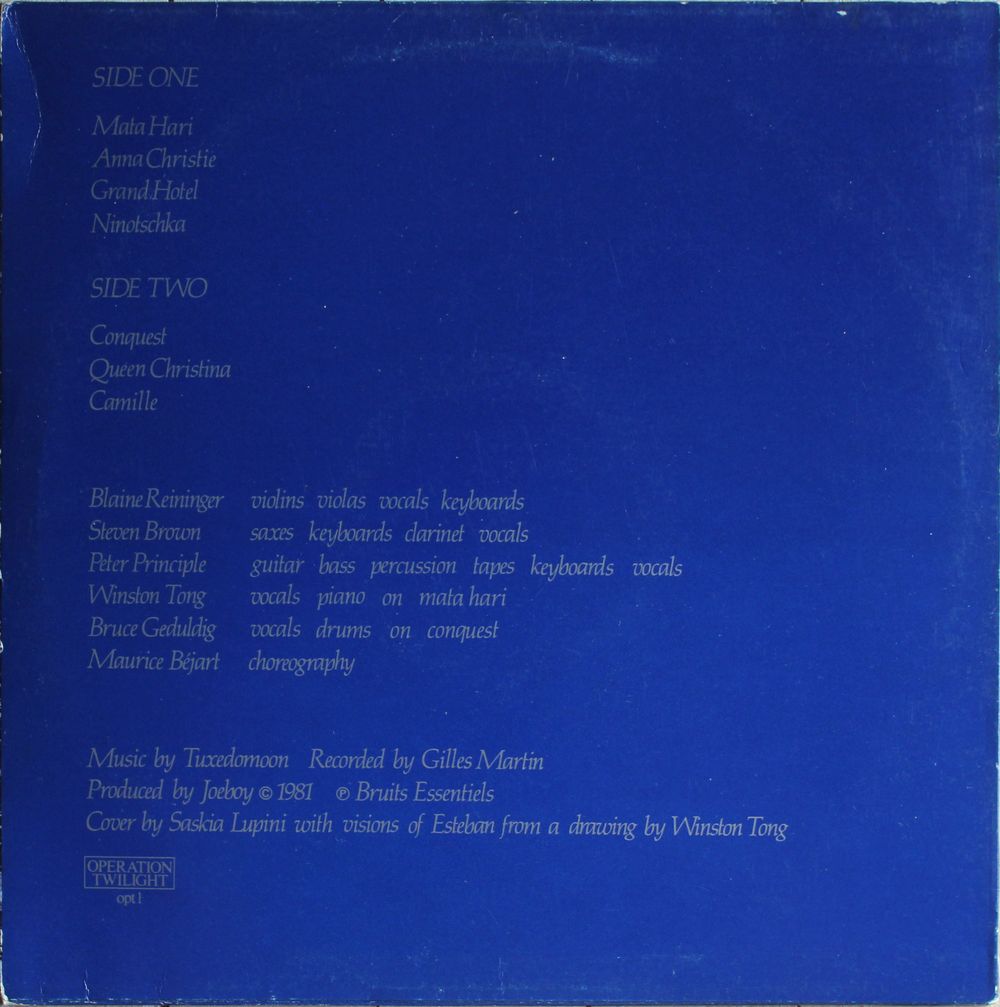 SIDE ONE
Mata Hari
Anna Christie
Grand Hotel
Ninotschka
SIDE TWO
Conquest
Queen Christina
Camille
Blaine Reininger violins violas vocals keyboards
Steven Brown saxes keyboards clarinet vocals
Peter Principle guitar bass percussion tapes keyboards vocals
Winston Tong vocals piano on mata hari
Bruce Geduldig vocals drums on conquest
Maurice Béjart choreography
Music by Tuxedomoon Recorded by Gilles Martin
Produced by Joeboy © 1981 ℗ Bruits Essentiels
Cover by Saskia Lupini with visions of Esteban from a drawing by Winston Tong
OPERATION
TWILIGHT
opt 1